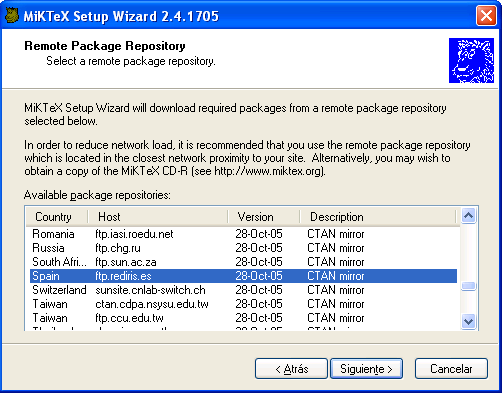 MiKTeX Setup Wizard 2.4.1705
Remote Package Repository
Select a remote package repository.
MiKTeX Setup Wizard will download required packages from a remote package repository
selected below.
In order to reduce network load, it is recommended that you use the remote package repository
which is located in the closest network proximity to your site. Alternatively, you may wish to
obtain a copy of the MiKTeX CD-R (see http://www.miktex.org).
Available package repositories:
Country Host Version Description
Romania ftp.iasi.roedu.net 28-Oct-05 CTAN mirror
Russia ftp.chg.ru 28-Oct-05 CTAN mirror
South Afri... ftp.sun.ac.za 28-Oct-05 CTAN mirror
Spain ftp.rediris.es 28-Oct-05 CTAN mirror
Switzerland sunsite.cnlab-switch.ch 28-Oct-05 CTAN mirror
Taiwan ctan.cdpa.nsysu.edu.tw 28-Oct-05 CTAN mirror
Taiwan ftp.ccu.edu.tw 28-Oct-05 CTAN mirror
< Atrás Siguiente > Cancelar